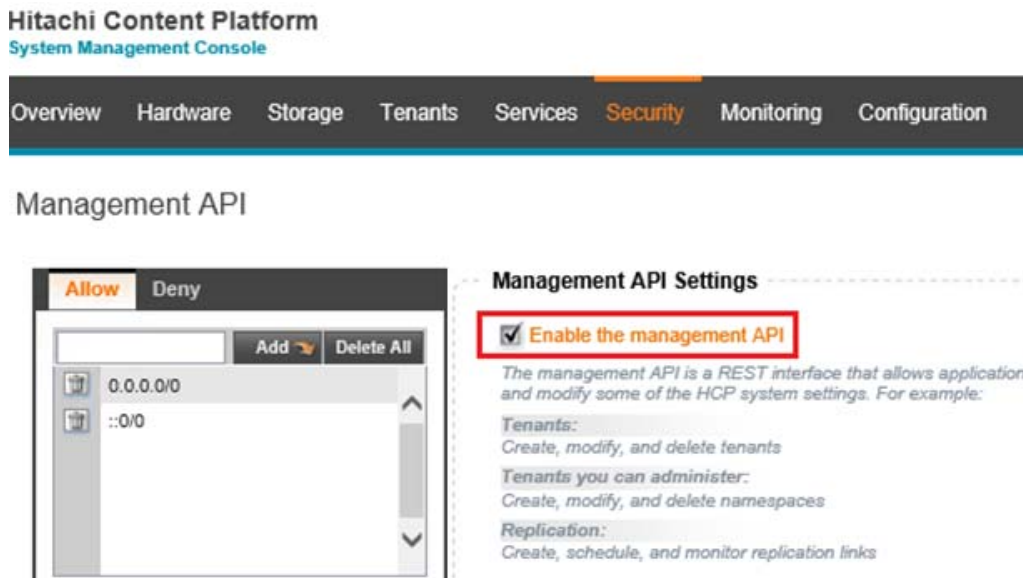 Hitachi Content Platform
System Management Console
Overview Hardware Storage Tenants Services Security Monitoring Configuration
Management API
Allow Deny
Add Delete All
0.0.0.0/0
::0/0
Management API Settings
Enable the management API
The management API is a REST interface that allows application
and modify some of the HCP system settings. For example:
Tenants:
Create, modify, and delete tenants
Tenants you can administer:
Create, modify, and delete namespaces
Replication:
Create, schedule, and monitor replication links